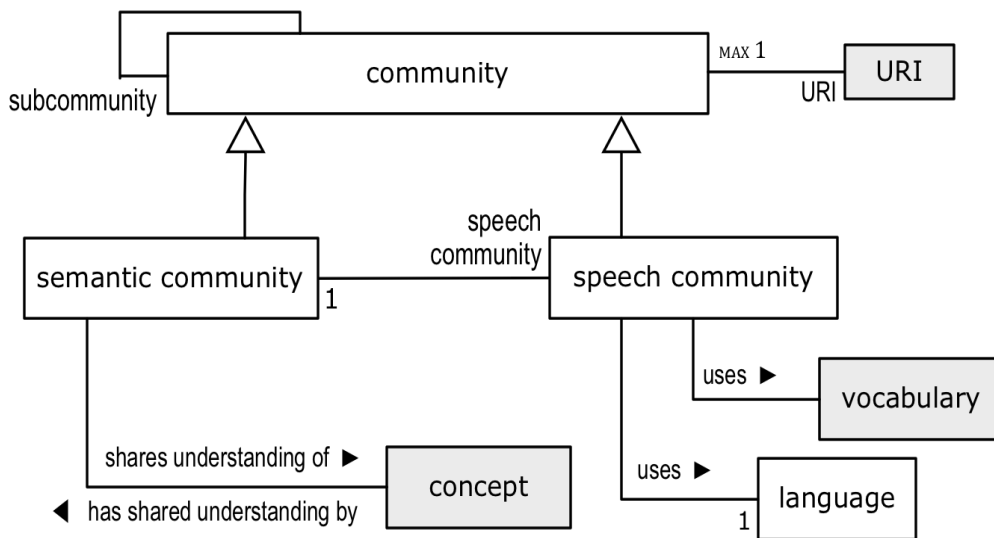 community
MAX 1
URI
URI
subcommunity
speech
community
semantic community
1
speech community
uses ►
vocabulary
shares understanding of ►
◄ has shared understanding by
concept
uses ►
1
language